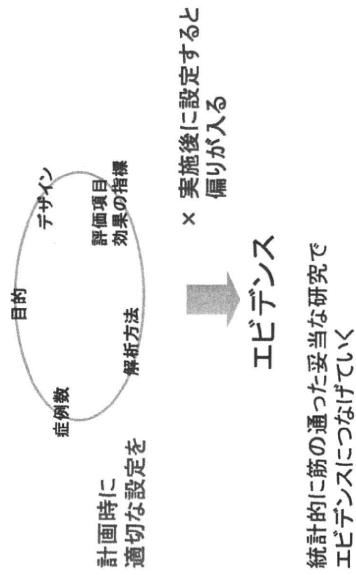 計画時に
適切な設定を
目的
症例数
デザイン
解析方法
評価項目
効果の指標
× 実施後に設定すると
偏りが入る
エビデンス
統計的に筋の通った妥当な研究で
エビデンスにつなげていく